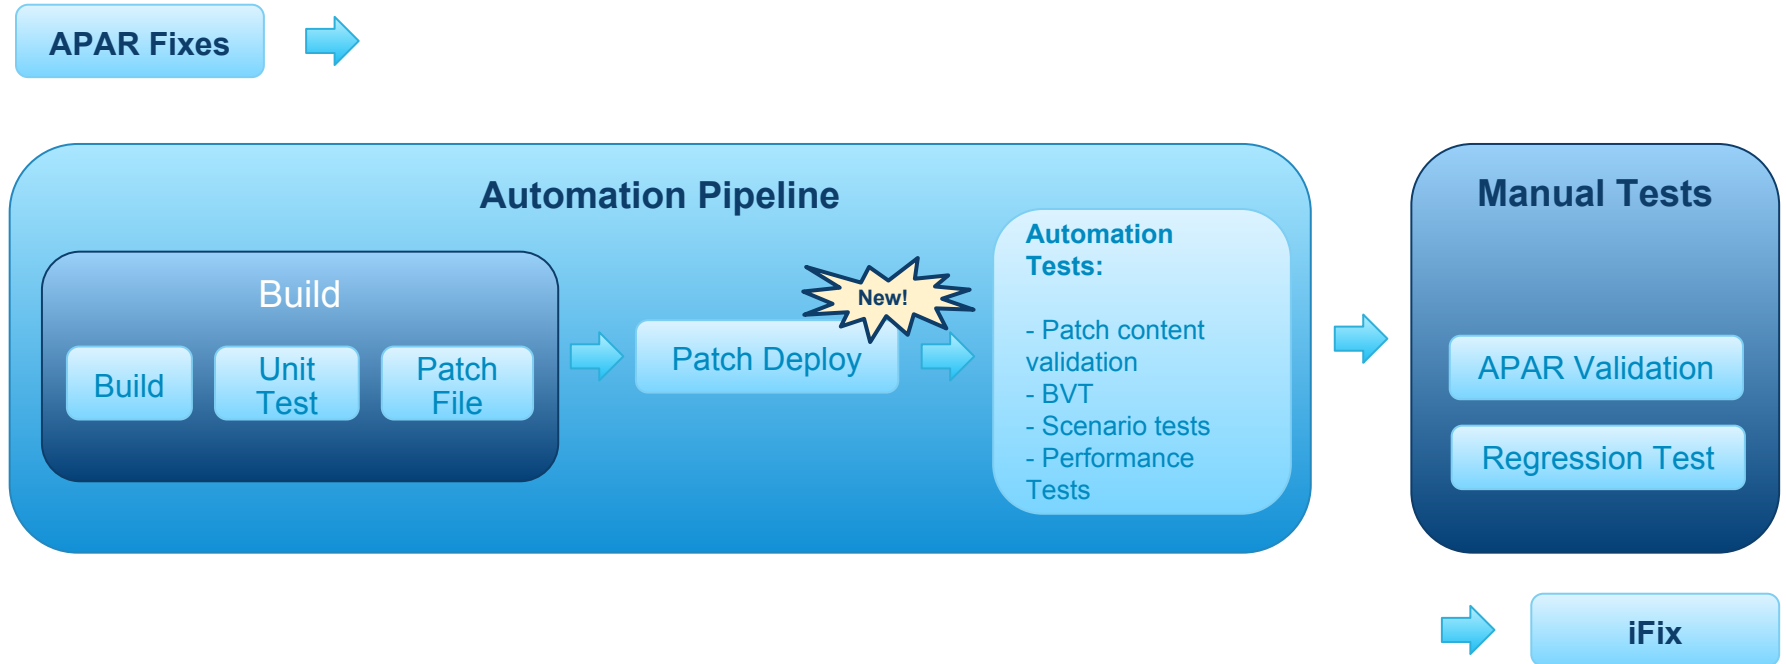 APAR Fixes
Automation Pipeline
Build
Build
Unit
Test
Patch
File
Patch Deploy
New!
Automation
Tests:
- Patch content
validation
- BVT
- Scenario tests
- Performance
Tests
Manual Tests
APAR Validation
Regression Test
iFix